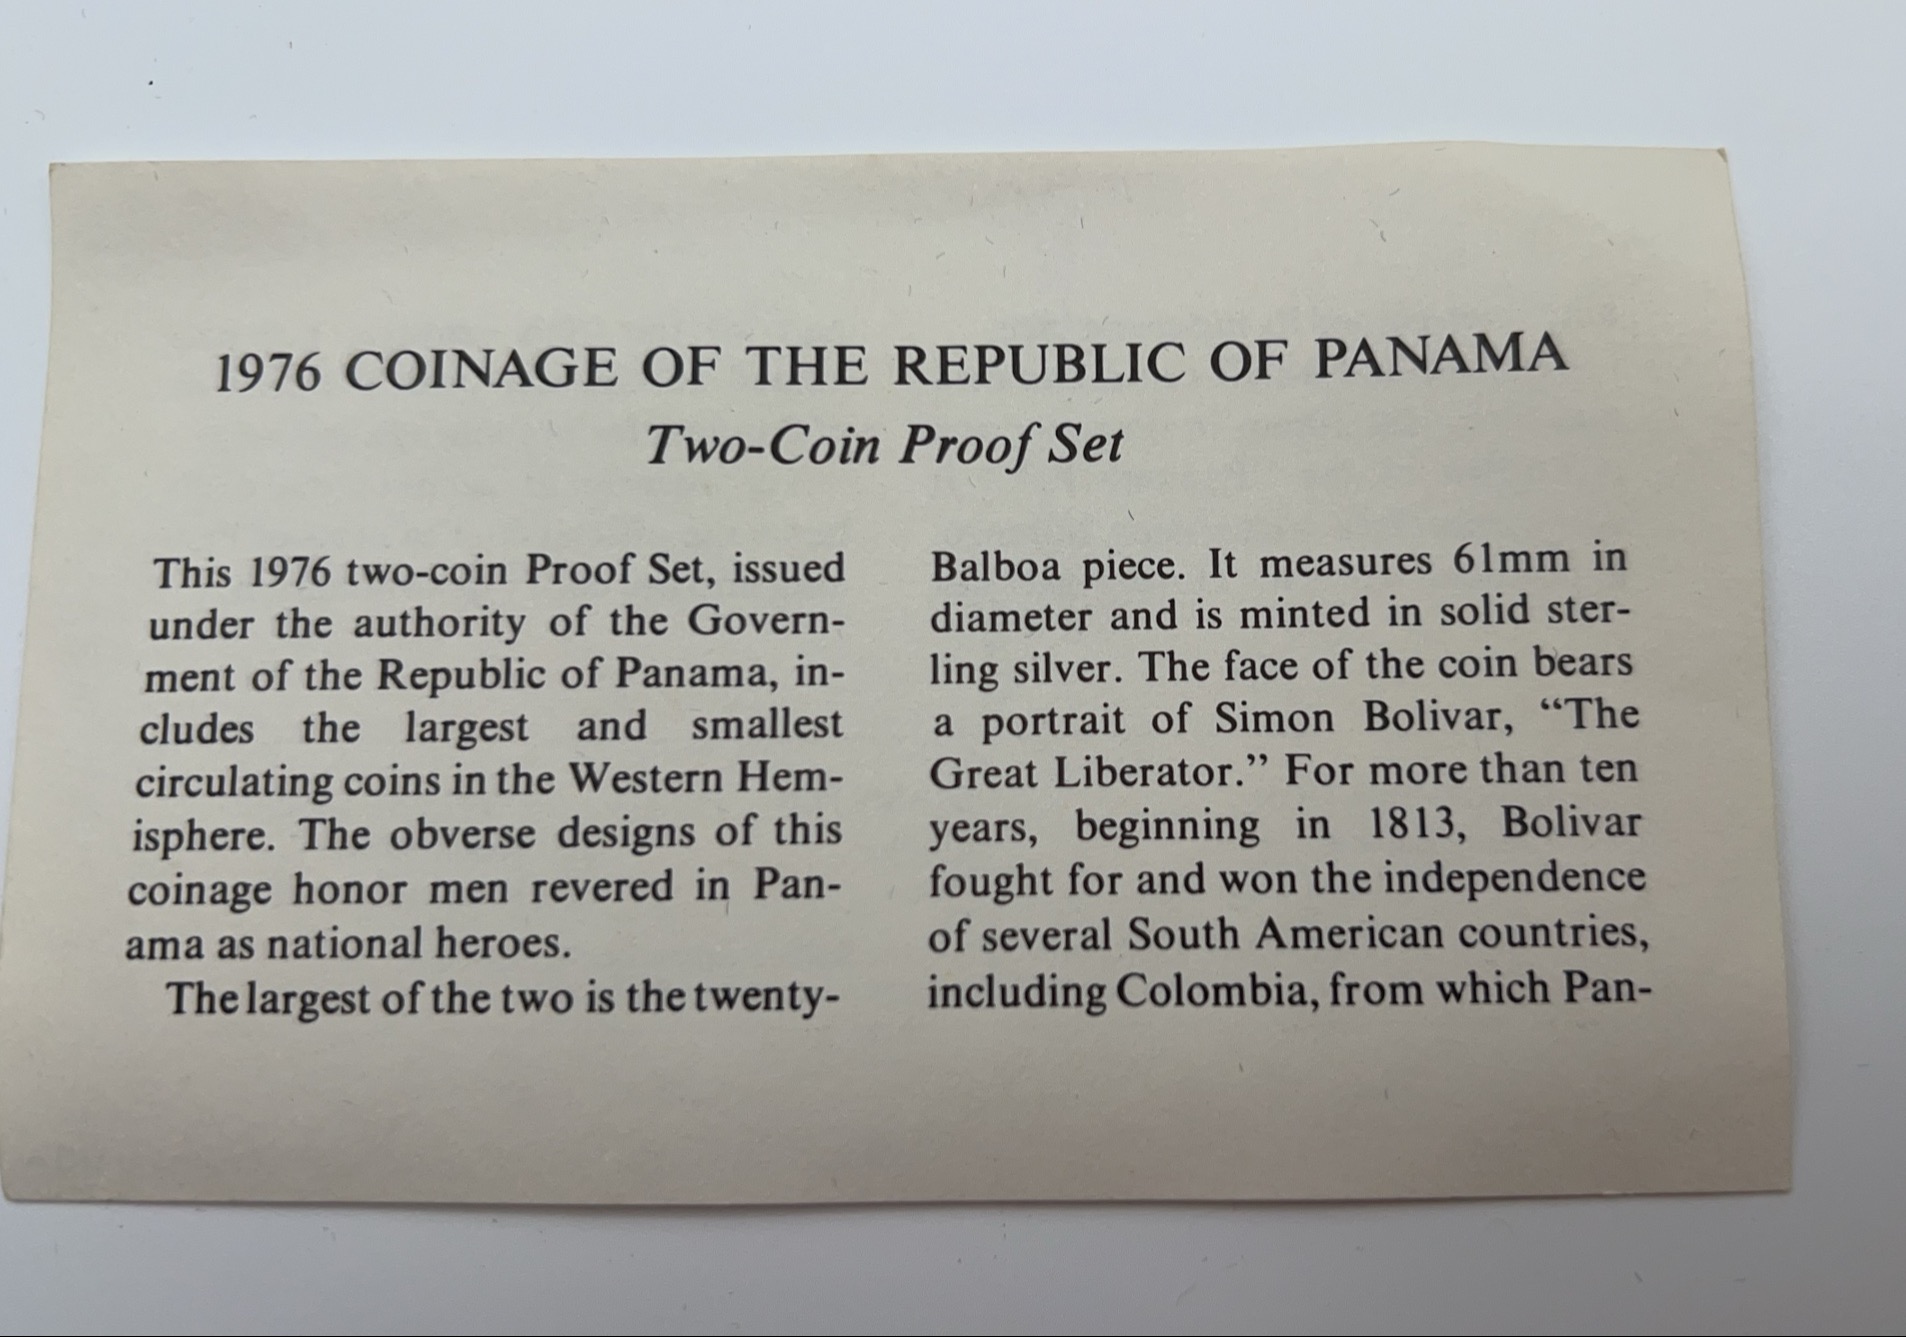 1976 COINAGE OF THE REPUBLIC OF PANAMA
Two-Coin Proof Set
This 1976 two-coin Proof Set, issued
under the authority of the Govern-
ment of the Republic of Panama, in-
cludes the largest and smallest
circulating coins in the Western Hem-
isphere. The obverse designs of this
coinage honor men revered in Pan-
ama as national heroes.
The largest of the two is the twenty-
Balboa piece. It measures 61mm in
diameter and is minted in solid ster-
ling silver. The face of the coin bears
a portrait of Simon Bolivar, “The
Great Liberator.” For more than ten
years, beginning in 1813, Bolivar
fought for and won the independence
of several South American countries,
including Colombia, from which Pan-